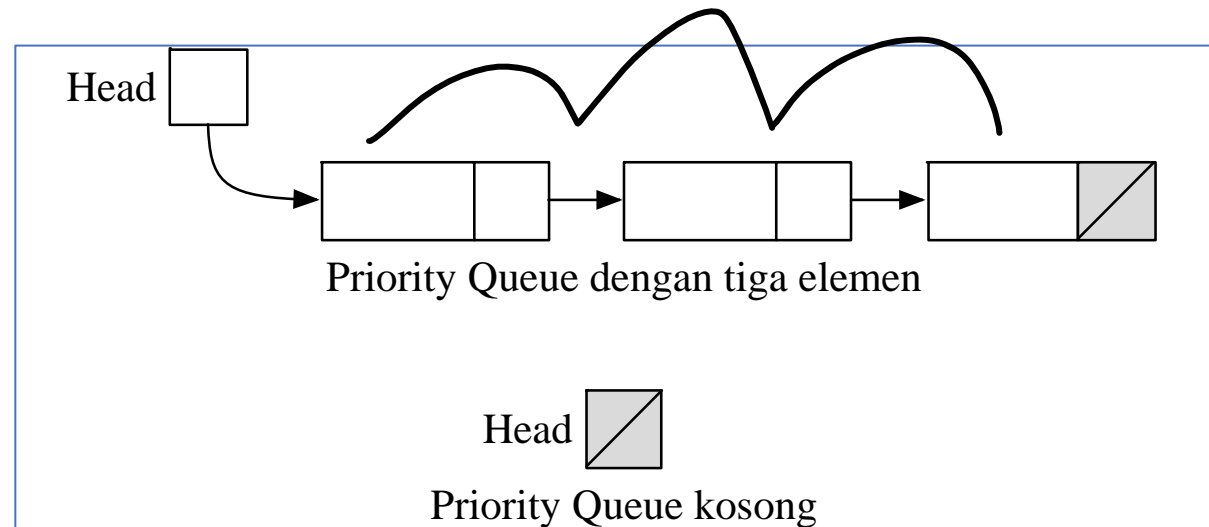 Head
Priority Queue dengan tiga elemen
Head
Priority Queue kosong